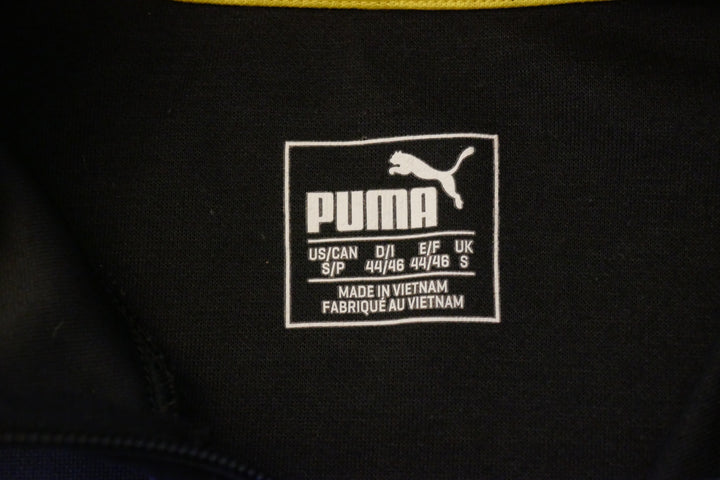 PUMA
US/CAN D/I E/F UK
S/P 44/46 44/46 S
MADE IN VIETNAM
FABRIQUÉ AU VIETNAM